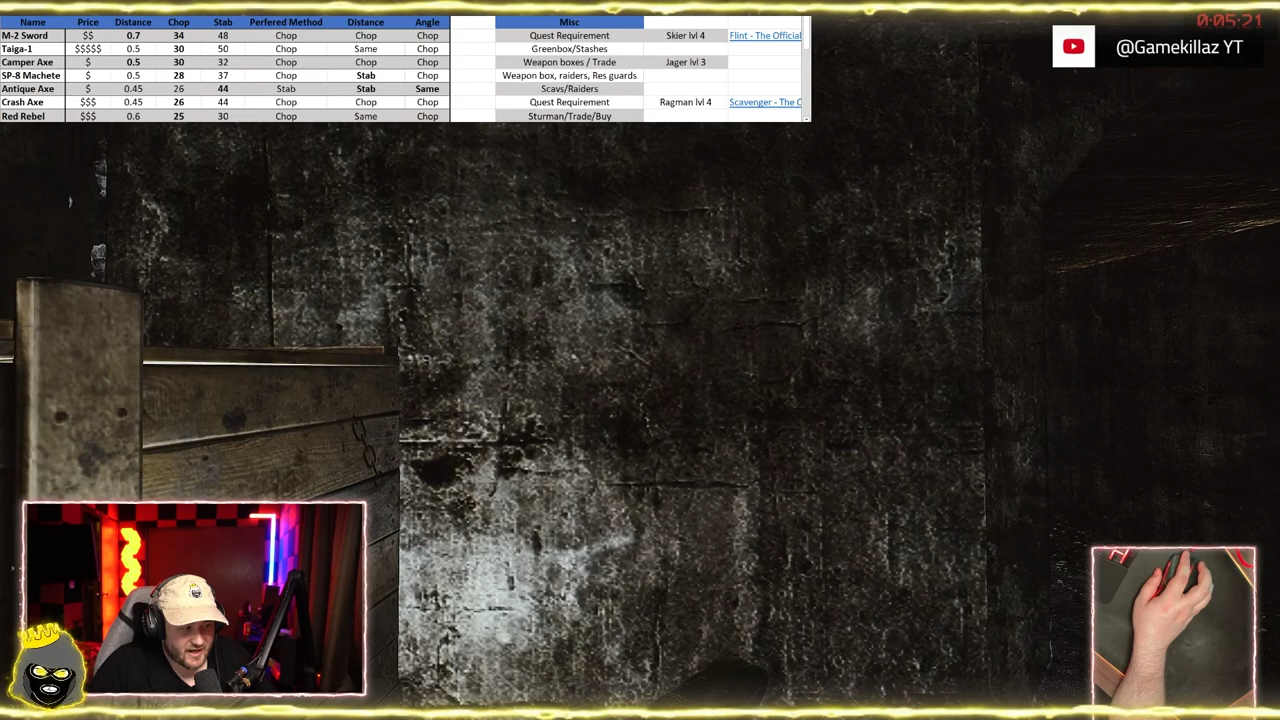 Name Price Distance Chop Stab Perfered Method Distance Angle Misc
M-2 Sword $$ 0.7 34 48 Chop Chop Chop Quest Requirement Skier lvl 4 Flint - The Official
Taiga-1 $$$$$ 0.5 30 50 Chop Same Chop Greenbox/Stashes
Camper Axe $ 0.5 30 32 Chop Chop Chop Weapon boxes / Trade Jager lvl 3
SP-8 Machete $ 0.5 28 37 Chop Stab Chop Weapon box, raiders, Res guards
Antique Axe $ 0.45 26 44 Stab Stab Same Scavs/Raiders
Crash Axe $$$ 0.45 26 44 Chop Chop Chop Quest Requirement Ragman lvl 4 Scavenger - The C
Red Rebel $$$ 0.6 25 30 Chop Same Chop Sturman/Trade/Buy
0:05:21
@Gamekillaz YT